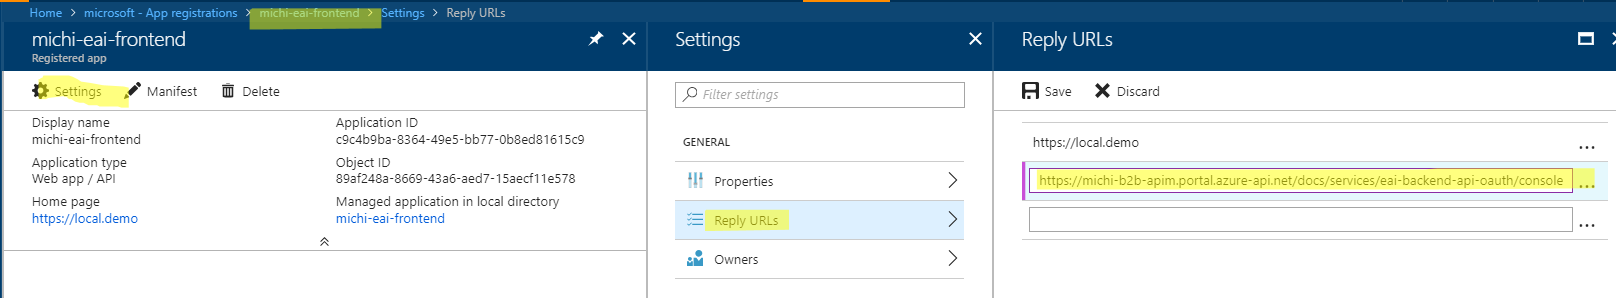 Home > microsoft - App registrations > michi-eai-frontend > Settings > Reply URLs
michi-eai-frontend
Registered app
Settings
Manifest
Delete
Display name
michi-eai-frontend
Application ID
c9c4b9ba-8364-49e5-bb77-0b8ed81615c9
Application type
Web app / API
Object ID
89af248a-8669-43a6-aed7-15aecf11e578
Home page
https://local.demo
Managed application in local directory
michi-eai-frontend
Settings
Filter settings
GENERAL
Properties
Reply URLs
Owners
Reply URLs
Save
Discard
https://local.demo
https://michi-b2b-apim.portal.azure-api.net/docs/services/eai-backend-api-oauth/console